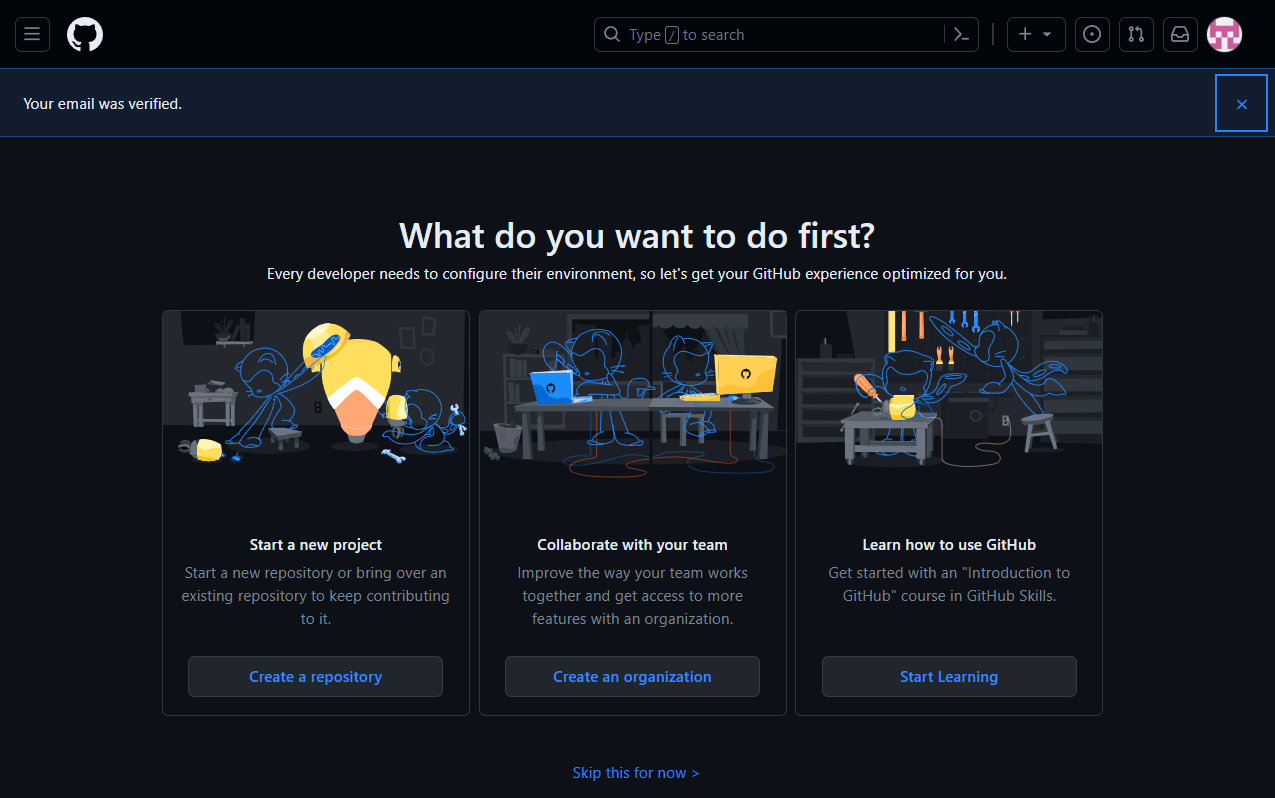 Type / to search
Your email was verified.
What do you want to do first?
Every developer needs to configure their environment, so let's get your GitHub experience optimized for you.
Start a new project
Start a new repository or bring over an
existing repository to keep contributing
to it.
Create a repository
Collaborate with your team
Improve the way your team works
together and get access to more
features with an organization.
Create an organization
Learn how to use GitHub
Get started with an "Introduction to
GitHub" course in GitHub Skills.
Start Learning
Skip this for now >